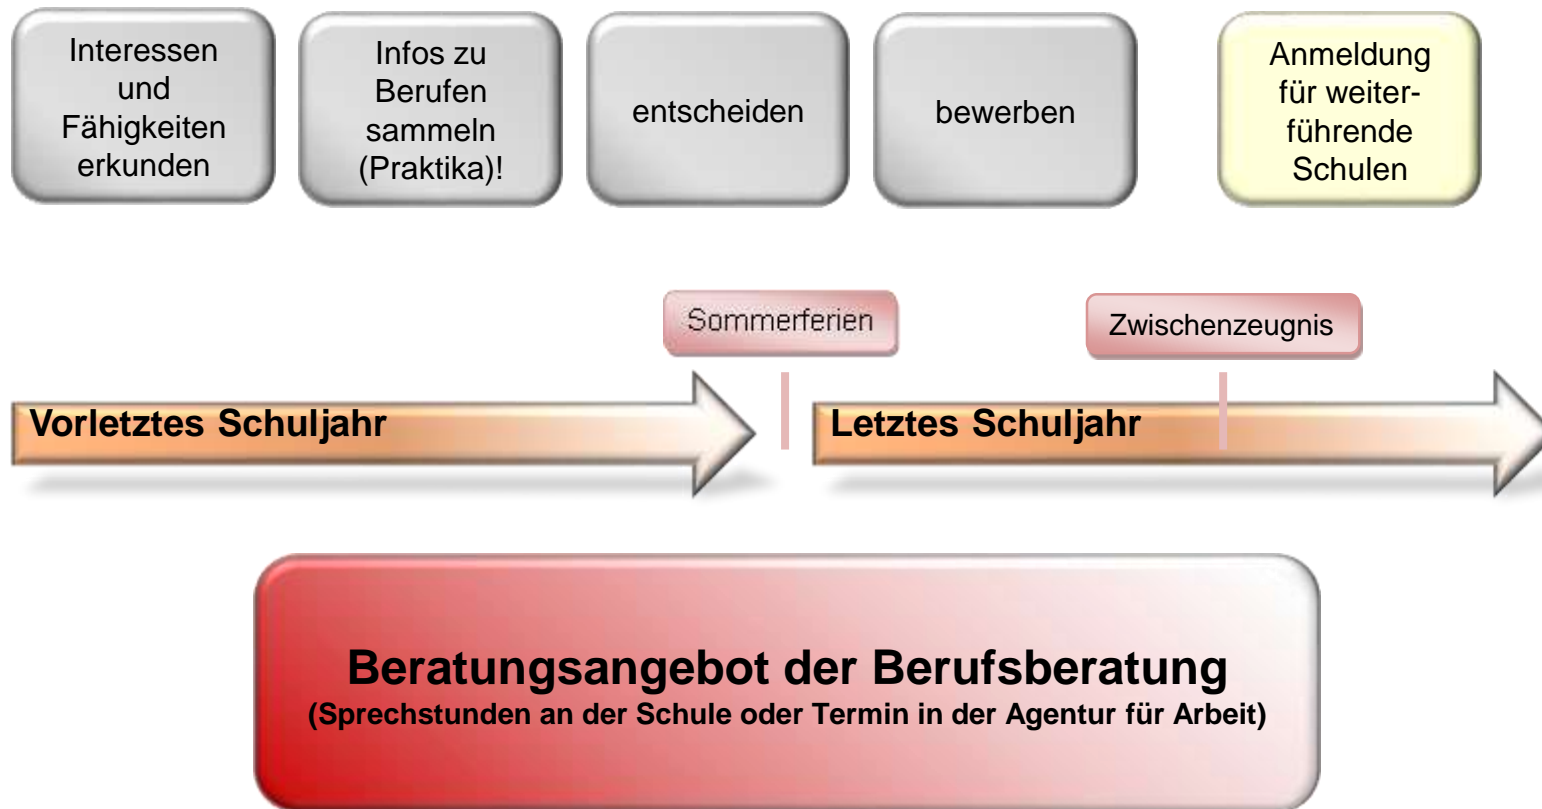 Interessen
und
Fähigkeiten
erkunden
Infos zu
Berufen
sammeln
(Praktika)!
entscheiden
bewerben
Anmeldung
für weiter-
führende
Schulen
Sommerferien
Zwischenzeugnis
Vorletztes Schuljahr
Letztes Schuljahr
Beratungsangebot der Berufsberatung
(Sprechstunden an der Schule oder Termin in der Agentur für Arbeit)